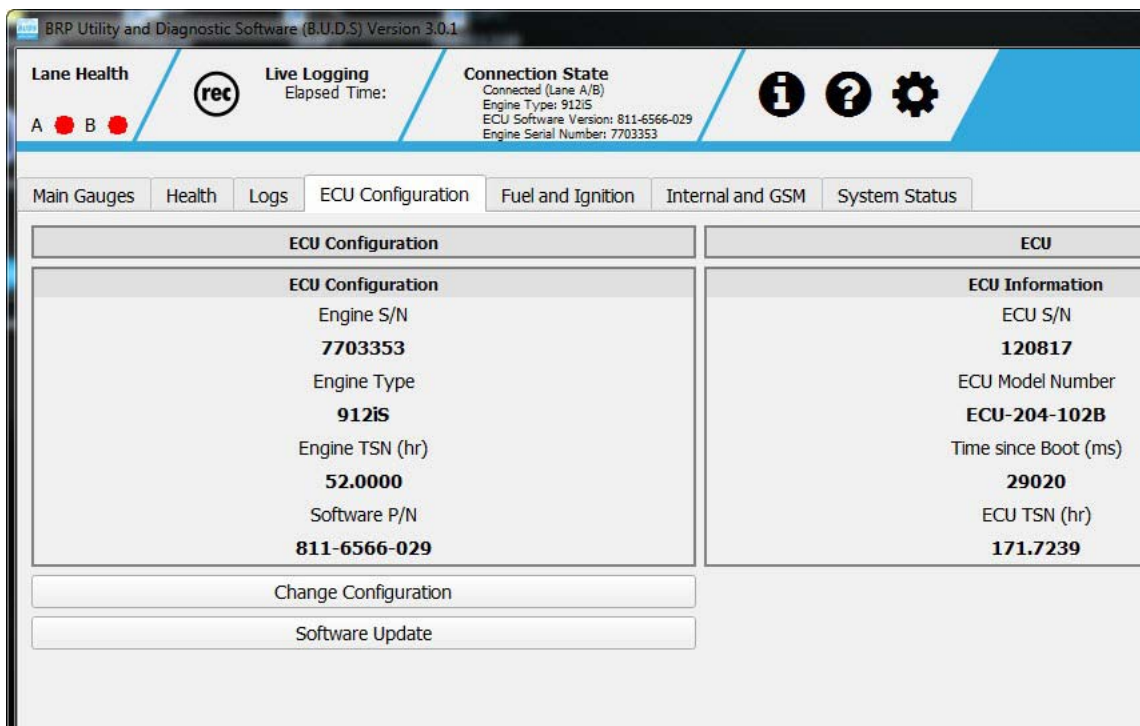 BRP Utility and Diagnostic Software (B.U.D.S) Version 3.0.1
Lane Health
A B
rec
Live Logging
Elapsed Time:
Connection State
Connected (Lane A/B)
Engine Type: 912iS
ECU Software Version: 811-6566-029
Engine Serial Number: 7703353
Main Gauges Health Logs ECU Configuration Fuel and Ignition Internal and GSM System Status
ECU Configuration
ECU Configuration
Engine S/N
7703353
Engine Type
912iS
Engine TSN (hr)
52.0000
Software P/N
811-6566-029
Change Configuration
Software Update
ECU
ECU Information
ECU S/N
120817
ECU Model Number
ECU-204-102B
Time since Boot (ms)
29020
ECU TSN (hr)
171.7239